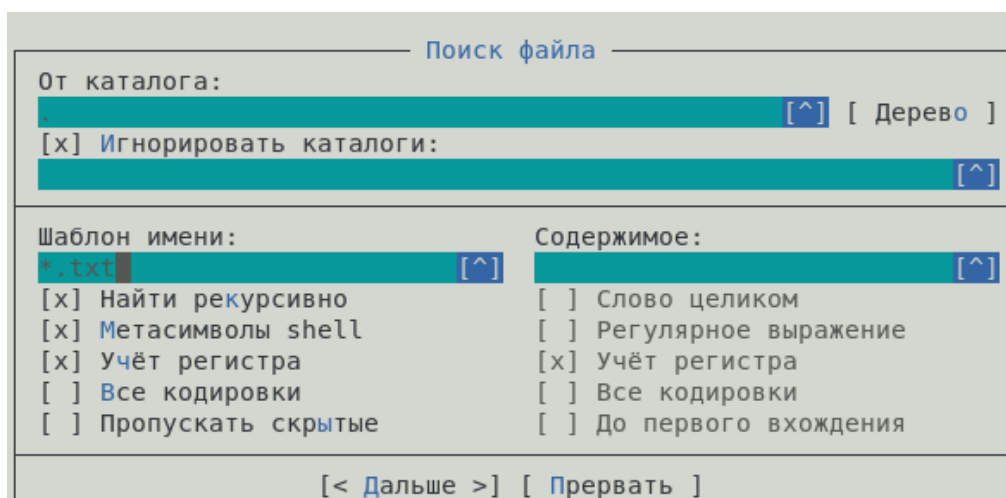 Поиск файла
От каталога:
. [^] [ Дерево ]
[x] Игнорировать каталоги:
[^]
Шаблон имени: Содержимое:
*.txt [^] [^]
[x] Найти рекурсивно [ ] Слово целиком
[x] Метасимволы shell [ ] Регулярное выражение
[x] Учёт регистра [x] Учёт регистра
[ ] Все кодировки [ ] Все кодировки
[ ] Пропускать скрытые [ ] До первого вхождения
[< Дальше >] [ Прервать ]